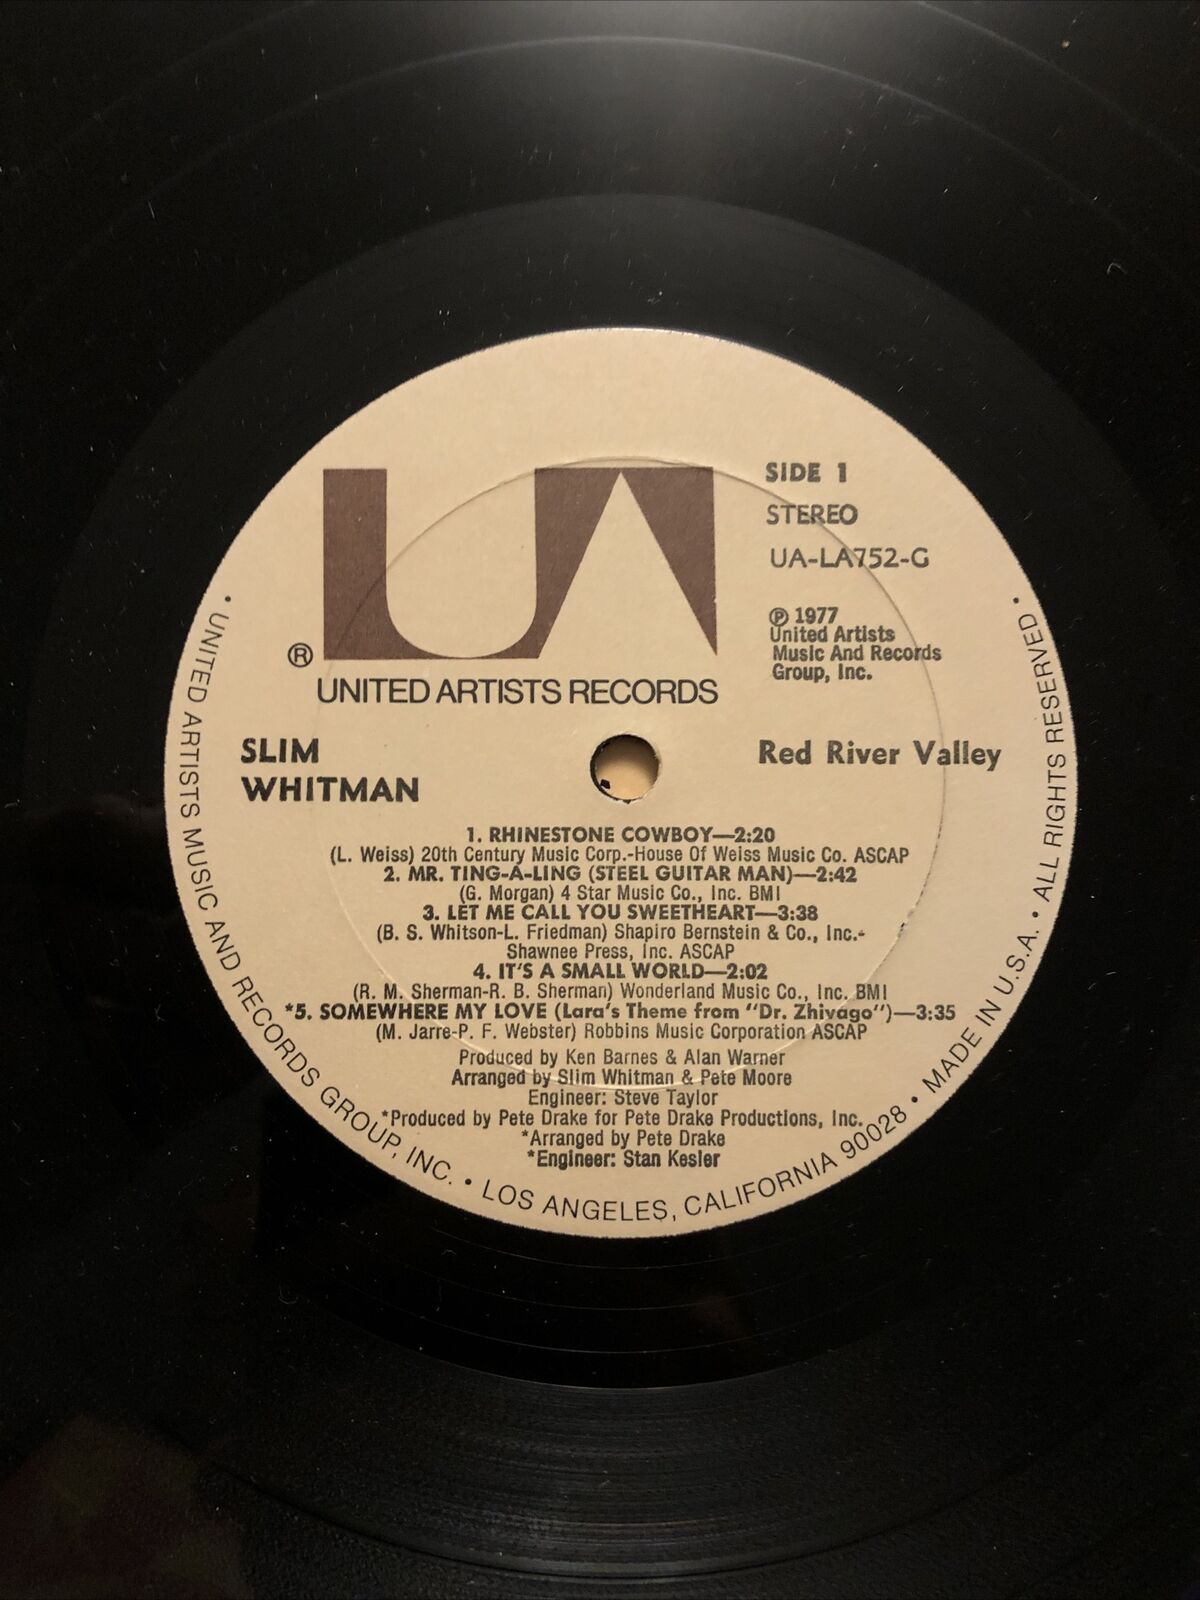 UA
®
UNITED ARTISTS RECORDS
SIDE 1
STEREO
UA-LA752-G
℗ 1977
United Artists
Music And Records
Group, Inc.
SLIM
WHITMAN
Red River Valley
1. RHINESTONE COWBOY—2:20
(L. Weiss) 20th Century Music Corp.-House Of Weiss Music Co. ASCAP
2. MR. TING-A-LING (STEEL GUITAR MAN)—2:42
(G. Morgan) 4 Star Music Co., Inc. BMI
3. LET ME CALL YOU SWEETHEART—3:38
(B. S. Whitson-L. Friedman) Shapiro Bernstein & Co., Inc.-
Shawnee Press, Inc. ASCAP
4. IT'S A SMALL WORLD—2:02
(R. M. Sherman-R. B. Sherman) Wonderland Music Co., Inc. BMI
*5. SOMEWHERE MY LOVE (Lara's Theme from "Dr. Zhivago")—3:35
(M. Jarre-P. F. Webster) Robbins Music Corporation ASCAP
Produced by Ken Barnes & Alan Warner
Arranged by Slim Whitman & Pete Moore
Engineer: Steve Taylor
*Produced by Pete Drake for Pete Drake Productions, Inc.
*Arranged by Pete Drake
*Engineer: Stan Kesler
• UNITED ARTISTS MUSIC AND RECORDS GROUP, INC. • LOS ANGELES, CALIFORNIA 90028 • MADE IN U.S.A. • ALL RIGHTS RESERVED •